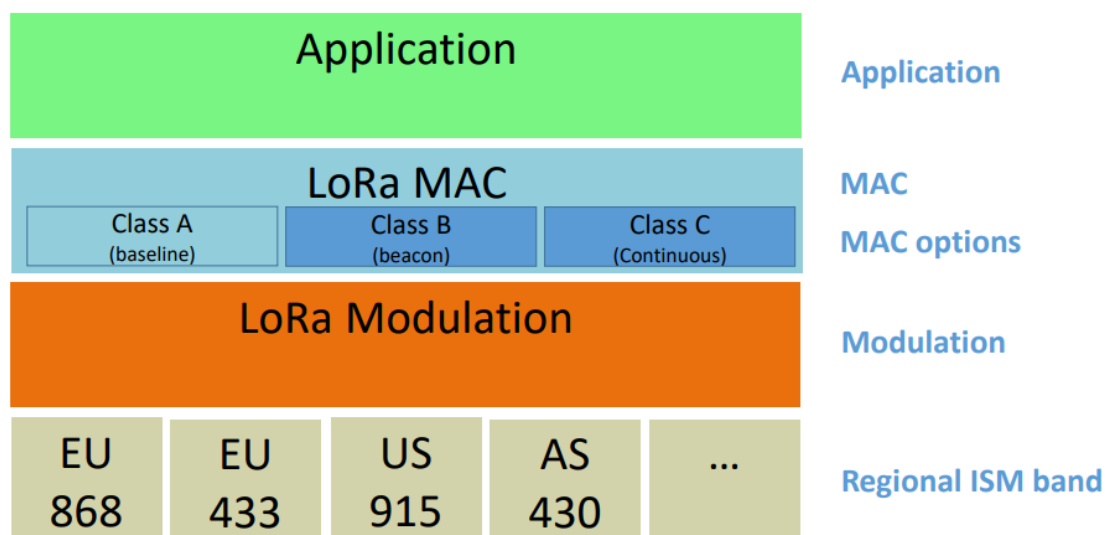 Application
Application
LoRa MAC
MAC
Class A
(baseline)
Class B
(beacon)
Class C
(Continuous)
MAC options
LoRa Modulation
Modulation
EU
868
EU
433
US
915
AS
430
...
Regional ISM band